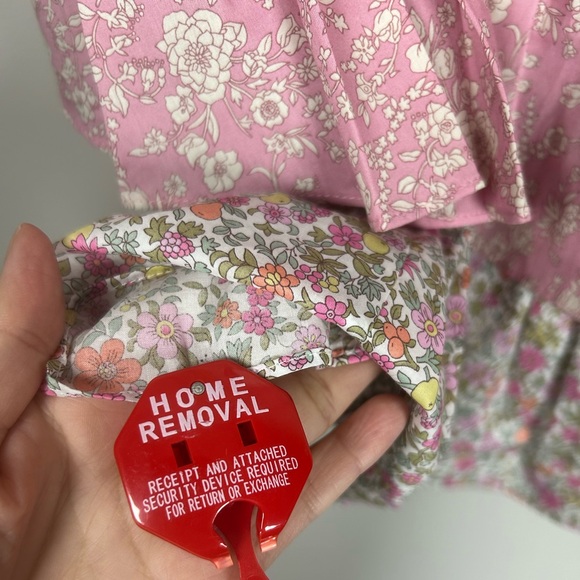 HOME
REMOVAL
RECEIPT AND ATTACHED
SECURITY DEVICE REQUIRED
FOR RETURN OR EXCHANGE